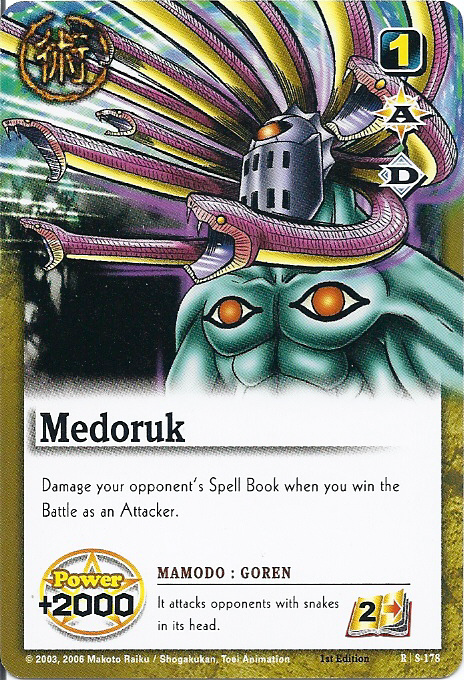 術
1
A
D
Medoruk
Damage your opponent's Spell Book when you win the
Battle as an Attacker.
Power
+2000
MAMODO : GOREN
It attacks opponents with snakes
in its head.
2
© 2003, 2006 Makoto Raiku / Shogakukan, Toei Animation
1st Edition
R | S-178